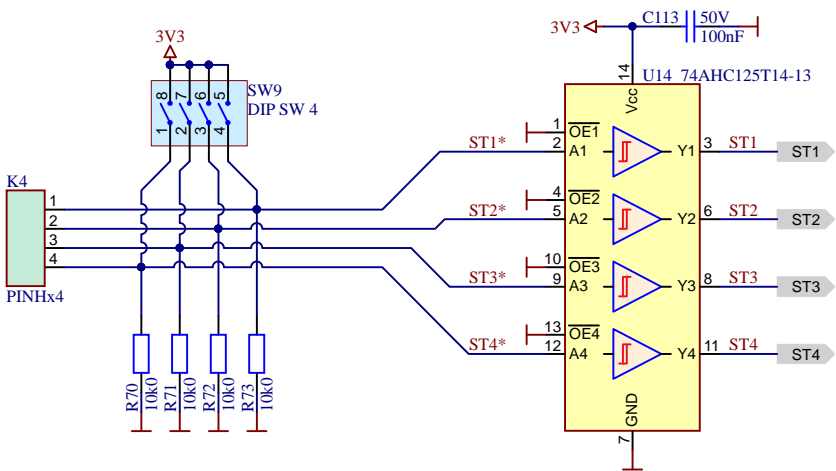 3V3
8 7 6 5
1 2 3 4
SW9
DIP SW 4
K4
1
2
3
4
PINHx4
R70
10k0
R71
10k0
R72
10k0
R73
10k0
3V3
C113
50V
100nF
14
U14 74AHC125T14-13
Vcc
ST1*
1 OE1
2 A1
Y1 3
ST1
ST1
ST2*
4 OE2
5 A2
Y2 6
ST2
ST2
ST3*
10 OE3
9 A3
Y3 8
ST3
ST3
ST4*
13 OE4
12 A4
Y4 11
ST4
ST4
GND
7